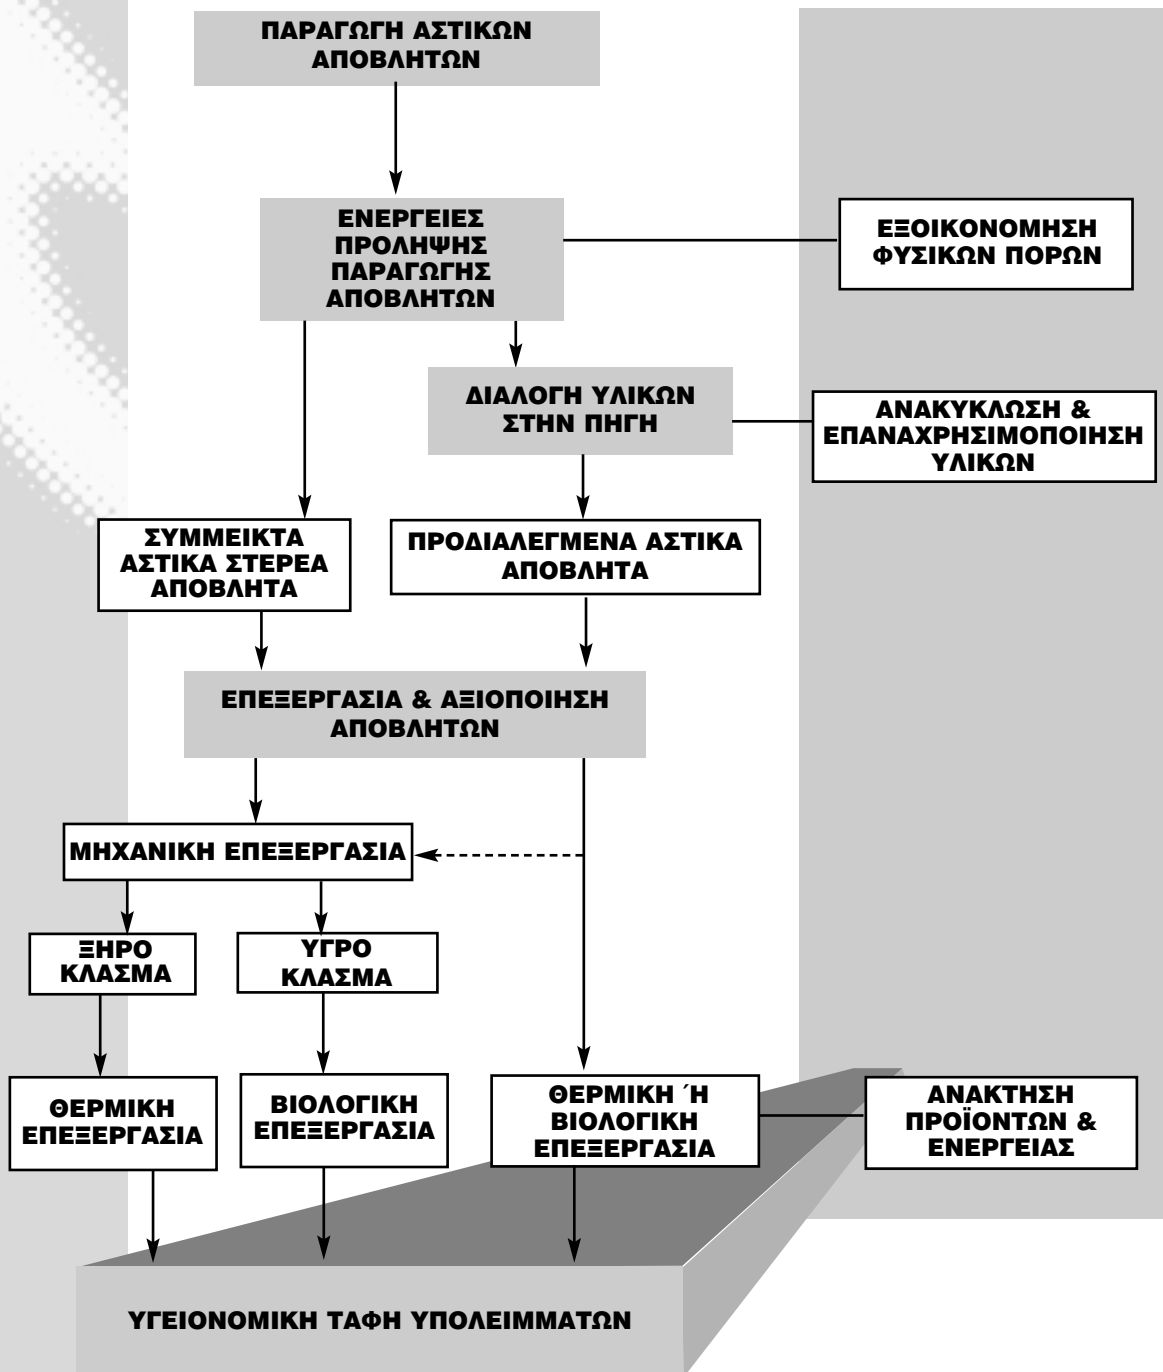 ΠΑΡΑΓΩΓΗ ΑΣΤΙΚΩΝ
ΑΠΟΒΛΗΤΩΝ
ΕΝΕΡΓΕΙΕΣ
ΠΡΟΛΗΨΗΣ
ΠΑΡΑΓΩΓΗΣ
ΑΠΟΒΛΗΤΩΝ
ΕΞΟΙΚΟΝΟΜΗΣΗ
ΦΥΣΙΚΩΝ ΠΟΡΩΝ
ΔΙΑΛΟΓΗ ΥΛΙΚΩΝ
ΣΤΗΝ ΠΗΓΗ
ΑΝΑΚΥΚΛΩΣΗ &
ΕΠΑΝΑΧΡΗΣΙΜΟΠΟΙΗΣΗ
ΥΛΙΚΩΝ
ΣΥΜΜΕΙΚΤΑ
ΑΣΤΙΚΑ ΣΤΕΡΕΑ
ΑΠΟΒΛΗΤΑ
ΠΡΟΔΙΑΛΕΓΜΕΝΑ ΑΣΤΙΚΑ
ΑΠΟΒΛΗΤΑ
ΕΠΕΞΕΡΓΑΣΙΑ & ΑΞΙΟΠΟΙΗΣΗ
ΑΠΟΒΛΗΤΩΝ
ΜΗΧΑΝΙΚΗ ΕΠΕΞΕΡΓΑΣΙΑ
ΞΗΡΟ
ΚΛΑΣΜΑ
ΥΓΡΟ
ΚΛΑΣΜΑ
ΘΕΡΜΙΚΗ
ΕΠΕΞΕΡΓΑΣΙΑ
ΒΙΟΛΟΓΙΚΗ
ΕΠΕΞΕΡΓΑΣΙΑ
ΘΕΡΜΙΚΗ ΄Η
ΒΙΟΛΟΓΙΚΗ
ΕΠΕΞΕΡΓΑΣΙΑ
ΑΝΑΚΤΗΣΗ
ΠΡΟΪΟΝΤΩΝ &
ΕΝΕΡΓΕΙΑΣ
ΥΓΕΙΟΝΟΜΙΚΗ ΤΑΦΗ ΥΠΟΛΕΙΜΜΑΤΩΝ